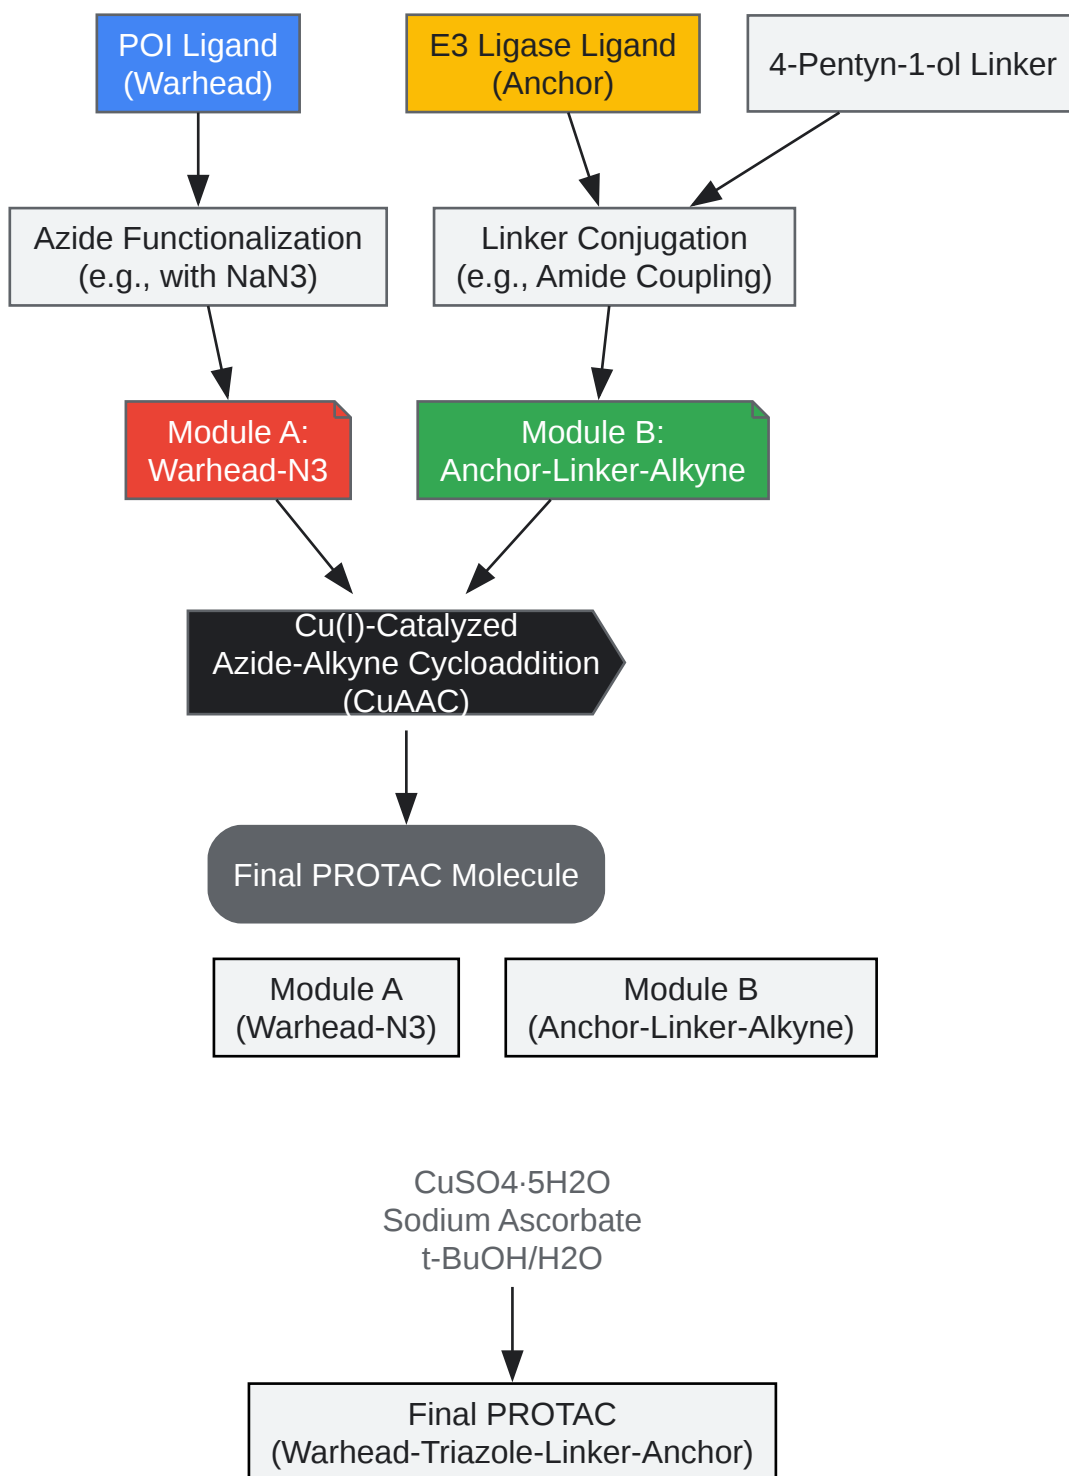 POI Ligand
(Warhead)
E3 Ligase Ligand
(Anchor)
4-Pentyn-1-ol Linker
Azide Functionalization
(e.g., with NaN3)
Linker Conjugation
(e.g., Amide Coupling)
Module A:
Warhead-N3
Module B:
Anchor-Linker-Alkyne
Cu(I)-Catalyzed
Azide-Alkyne Cycloaddition
(CuAAC)
Final PROTAC Molecule
Module A
(Warhead-N3)
Module B
(Anchor-Linker-Alkyne)
CuSO4·5H2O
Sodium Ascorbate
t-BuOH/H2O
Final PROTAC
(Warhead-Triazole-Linker-Anchor)